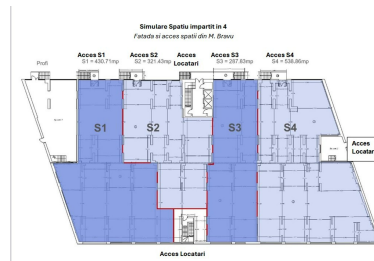 Simulare Spatiu impartit in 4
Fatada si acces spatii din M. Bravu
Profi
Acces S1
S1 = 430.71mp
Acces S2
S2 = 321.43mp
Acces
Locatari
Acces S3
S3 = 287.83mp
Acces S4
S4 = 538.86mp
S1
S2
S3
S4
Acces
Locatari
Acces Locatari